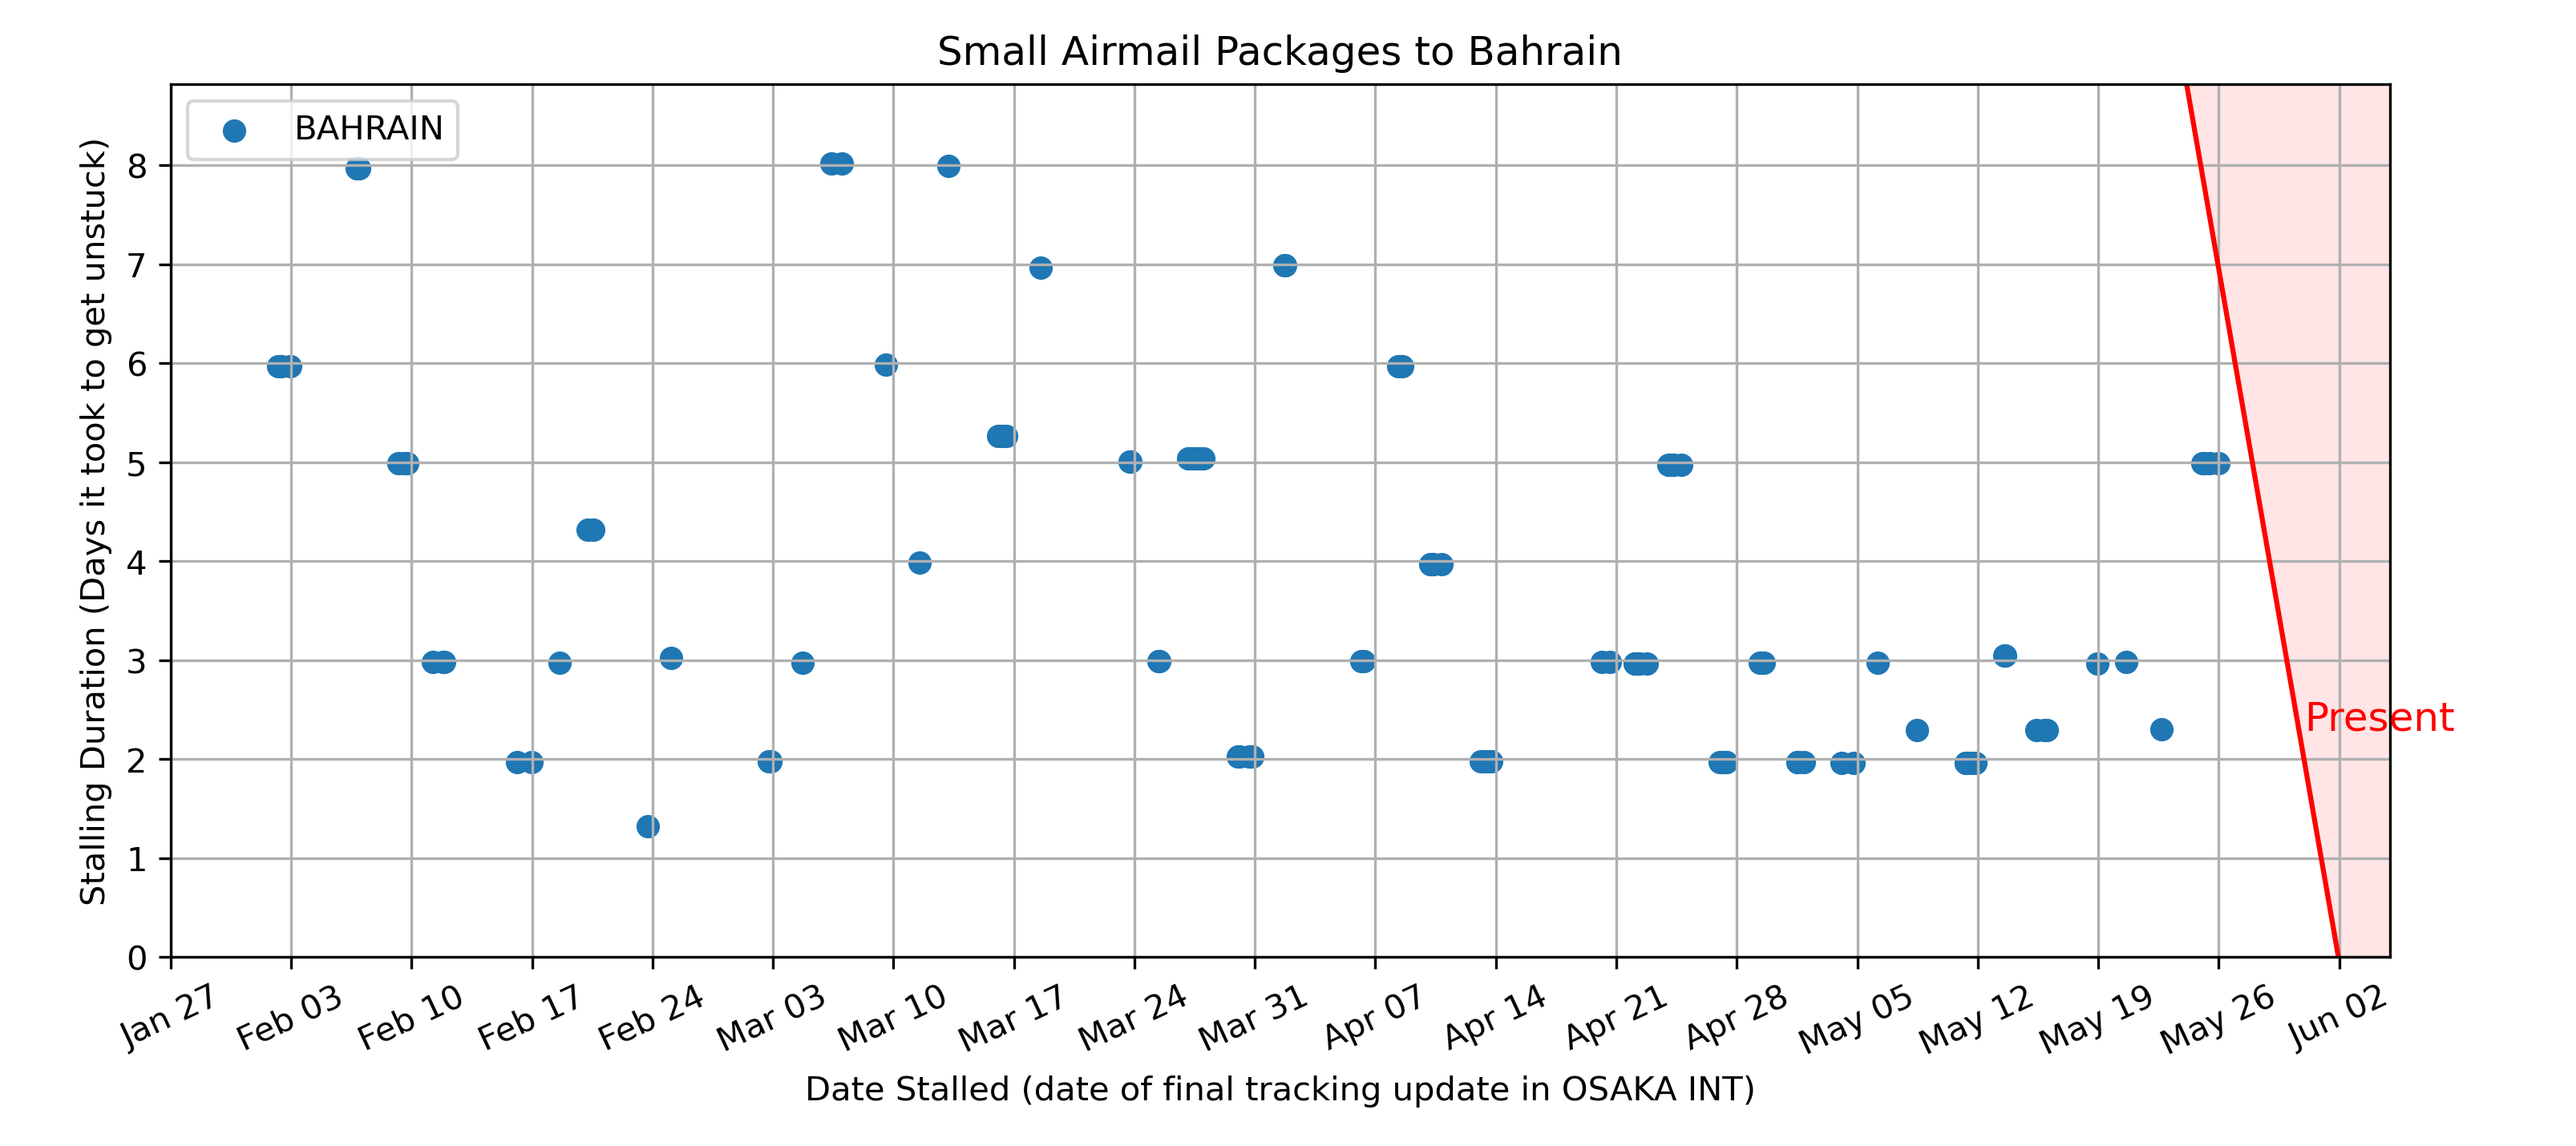 Small Airmail Packages to Bahrain
BAHRAIN
Stalling Duration (Days it took to get unstuck)
8
7
6
5
4
3
2
1
0
Present
Jan 27 Feb 03 Feb 10 Feb 17 Feb 24 Mar 03 Mar 10 Mar 17 Mar 24 Mar 31 Apr 07 Apr 14 Apr 21 Apr 28 May 05 May 12 May 19 May 26 Jun 02
Date Stalled (date of final tracking update in OSAKA INT)